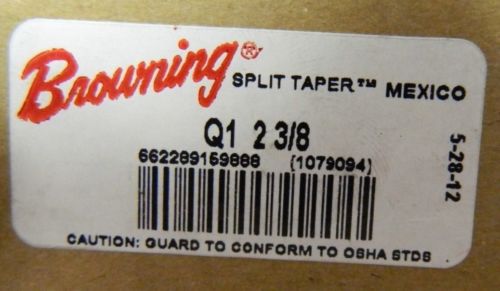 Browning® SPLIT TAPER™ MEXICO
Q1 2 3/8
662289159888 (1079094)
5-28-12
CAUTION: GUARD TO CONFORM TO OSHA STDS